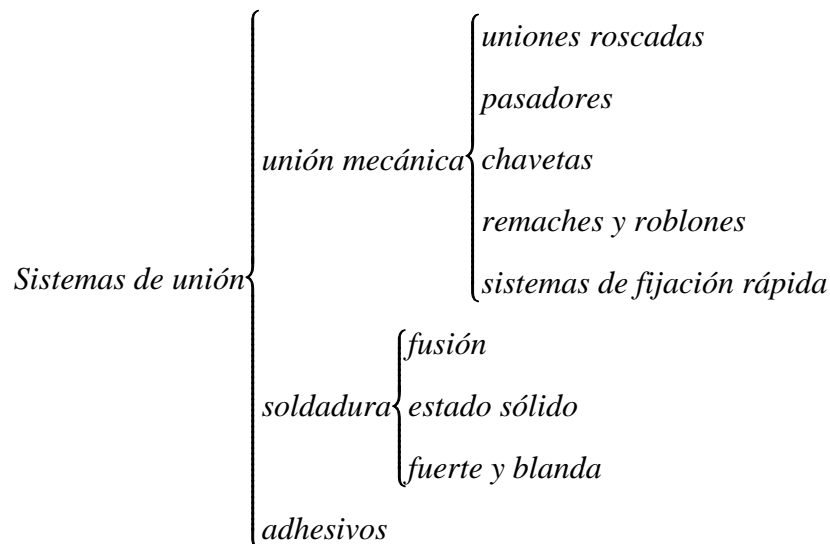 Sistemas de unión
unión mecánica
uniones roscadas
pasadores
chavetas
remaches y roblones
sistemas de fijación rápida
soldadura
fusión
estado sólido
fuerte y blanda
adhesivos